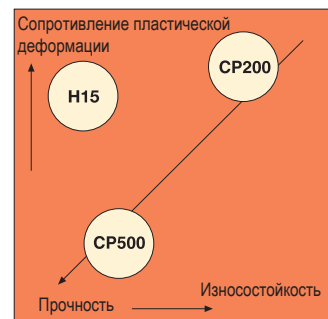 Сопротивление пластической
деформации
CP200
H15
CP500
Прочность
Износостойкость